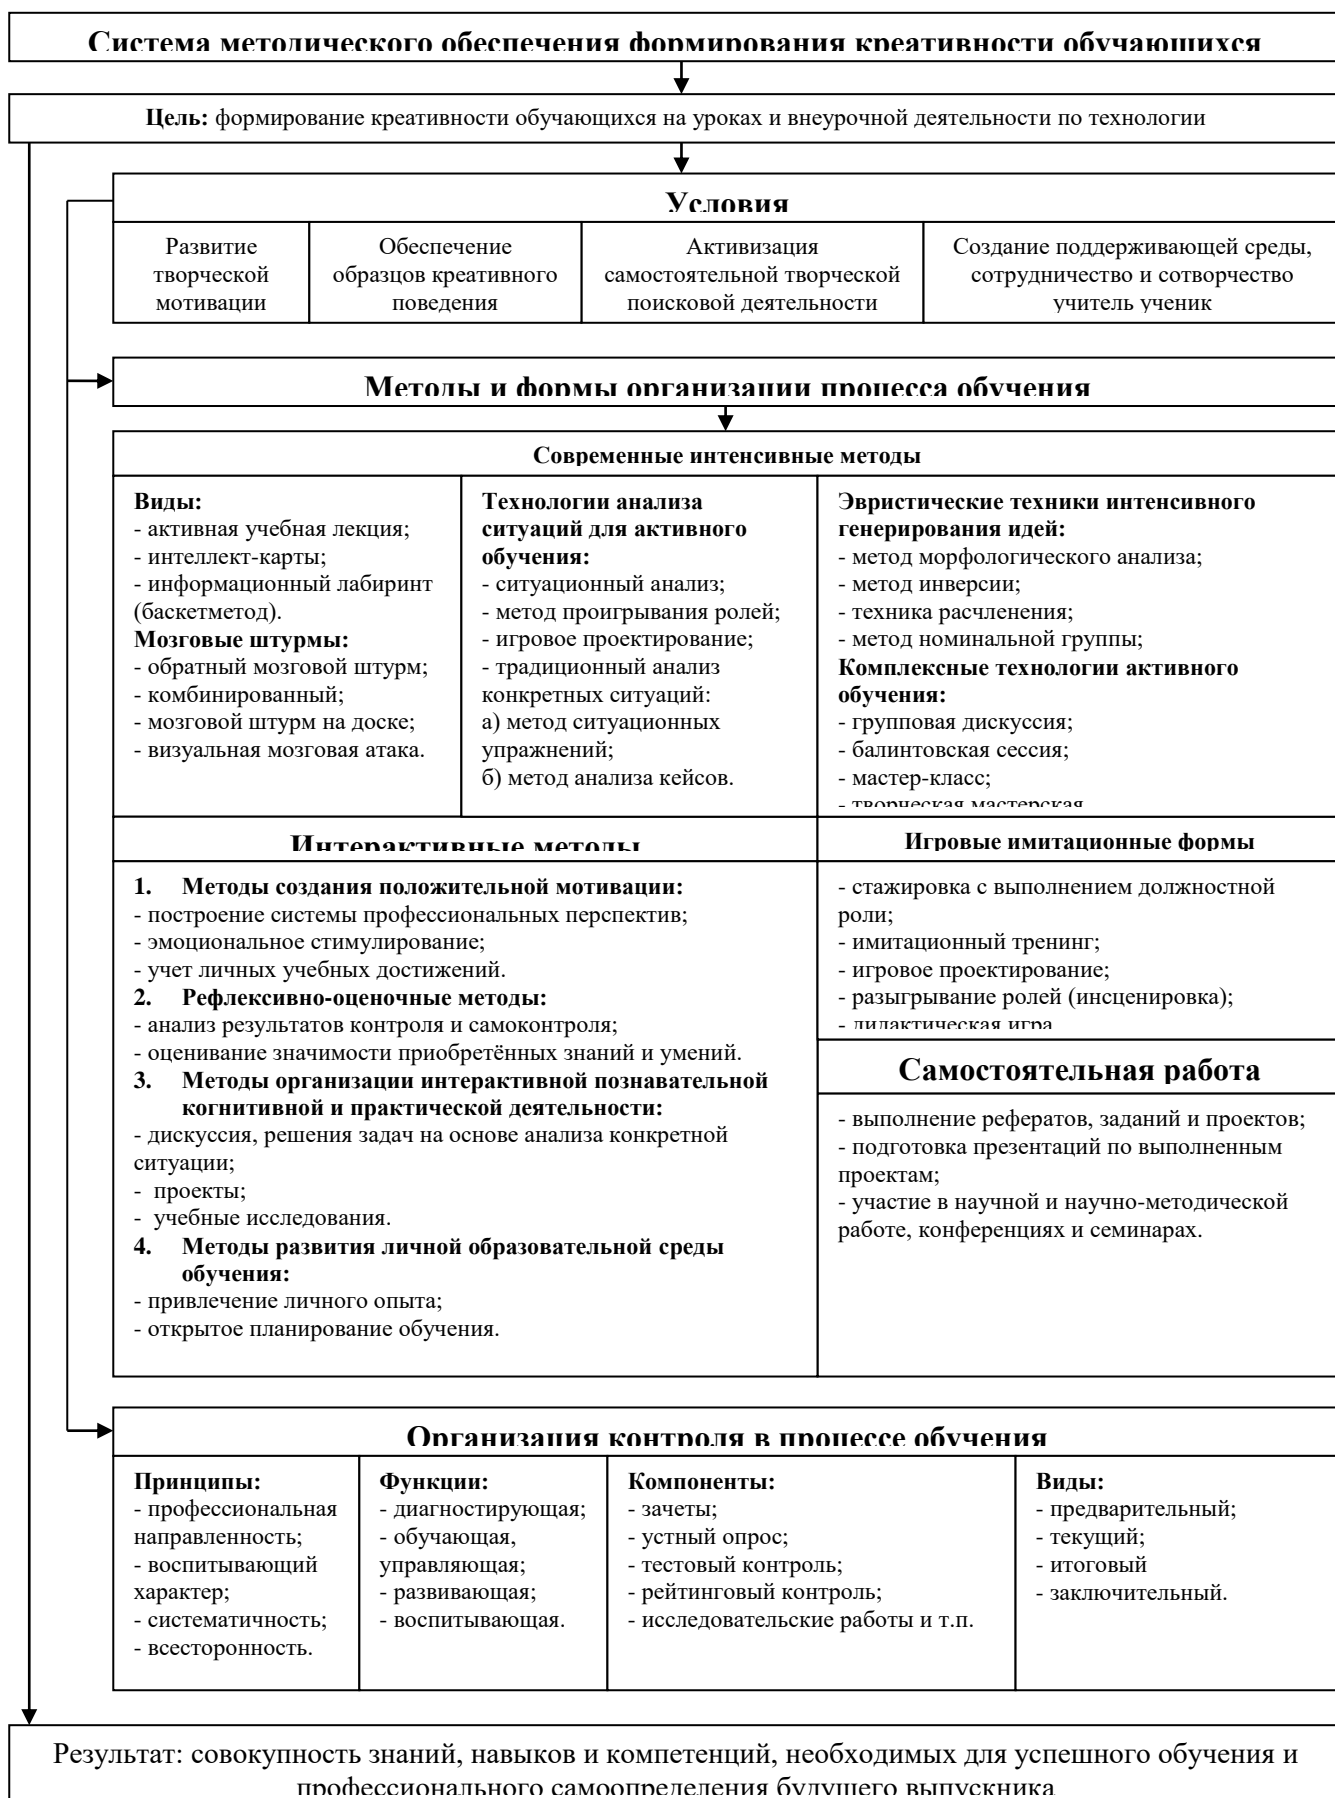 Система методического обеспечения формирования креативности обучающихся
Цель: формирование креативности обучающихся на уроках и внеурочной деятельности по технологии
Условия
Развитие
творческой
мотивации
Обеспечение
образцов креативного
поведения
Активизация
самостоятельной творческой
поисковой деятельности
Создание поддерживающей среды,
сотрудничество и сотворчество
учитель ученик
Методы и формы организации процесса обучения
Современные интенсивные методы
Виды:
- активная учебная лекция;
- интеллект-карты;
- информационный лабиринт
(баскетметод).
Мозговые штурмы:
- обратный мозговой штурм;
- комбинированный;
- мозговой штурм на доске;
- визуальная мозговая атака.
Технологии анализа
ситуаций для активного
обучения:
- ситуационный анализ;
- метод проигрывания ролей;
- игровое проектирование;
- традиционный анализ
конкретных ситуаций:
а) метод ситуационных
упражнений;
б) метод анализа кейсов.
Эвристические техники интенсивного
генерирования идей:
- метод морфологического анализа;
- метод инверсии;
- техника расчленения;
- метод номинальной группы;
Комплексные технологии активного
обучения:
- групповая дискуссия;
- балинтовская сессия;
- мастер-класс;
- творческая мастерская
Интерактивные методы
1. Методы создания положительной мотивации:
- построение системы профессиональных перспектив;
- эмоциональное стимулирование;
- учет личных учебных достижений.
2. Рефлексивно-оценочные методы:
- анализ результатов контроля и самоконтроля;
- оценивание значимости приобретённых знаний и умений.
3. Методы организации интерактивной познавательной
когнитивной и практической деятельности:
- дискуссия, решения задач на основе анализа конкретной
ситуации;
- проекты;
- учебные исследования.
4. Методы развития личной образовательной среды
обучения:
- привлечение личного опыта;
- открытое планирование обучения.
Игровые имитационные формы
- стажировка с выполнением должностной
роли;
- имитационный тренинг;
- игровое проектирование;
- разыгрывание ролей (инсценировка);
- дидактическая игра
Самостоятельная работа
- выполнение рефератов, заданий и проектов;
- подготовка презентаций по выполненным
проектам;
- участие в научной и научно-методической
работе, конференциях и семинарах.
Организация контроля в процессе обучения
Принципы:
- профессиональная
направленность;
- воспитывающий
характер;
- систематичность;
- всесторонность.
Функции:
- диагностирующая;
- обучающая,
управляющая;
- развивающая;
- воспитывающая.
Компоненты:
- зачеты;
- устный опрос;
- тестовый контроль;
- рейтинговый контроль;
- исследовательские работы и т.п.
Виды:
- предварительный;
- текущий;
- итоговый
- заключительный.
Результат: совокупность знаний, навыков и компетенций, необходимых для успешного обучения и
профессионального самоопределения будущего выпускника